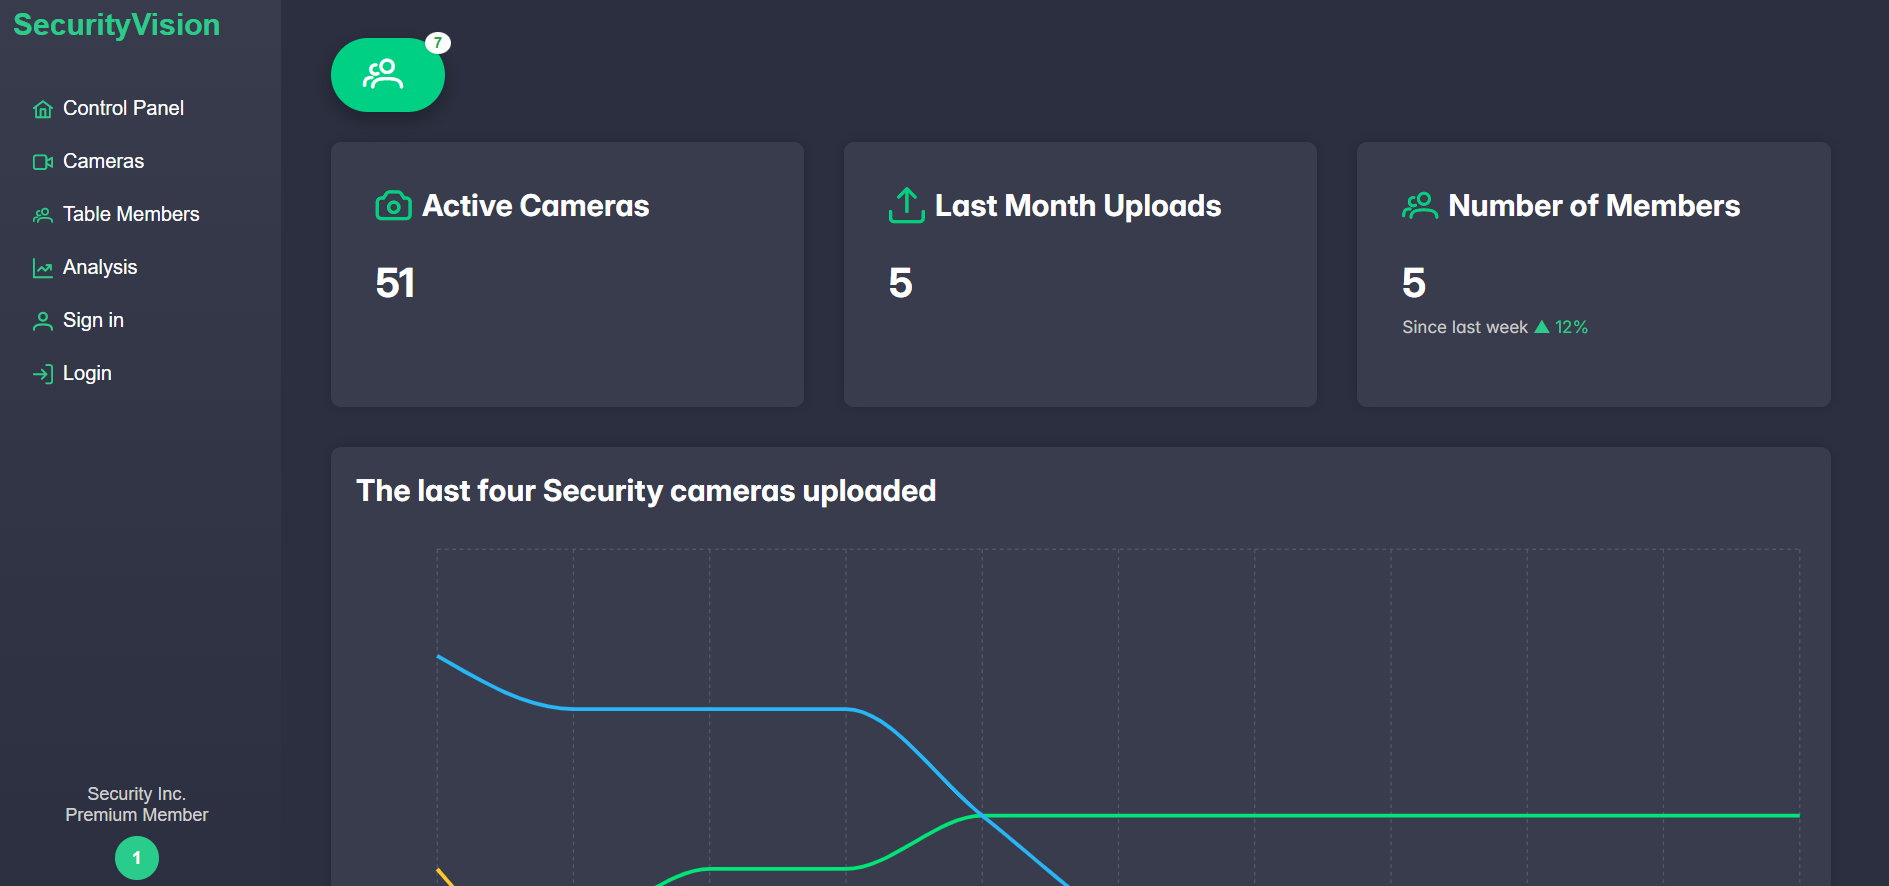 SecurityVision
Control Panel
Cameras
Table Members
Analysis
Sign in
Login
Security Inc.
Premium Member
1
7
Active Cameras
51
Last Month Uploads
5
Number of Members
5
Since last week ▲ 12%
The last four Security cameras uploaded